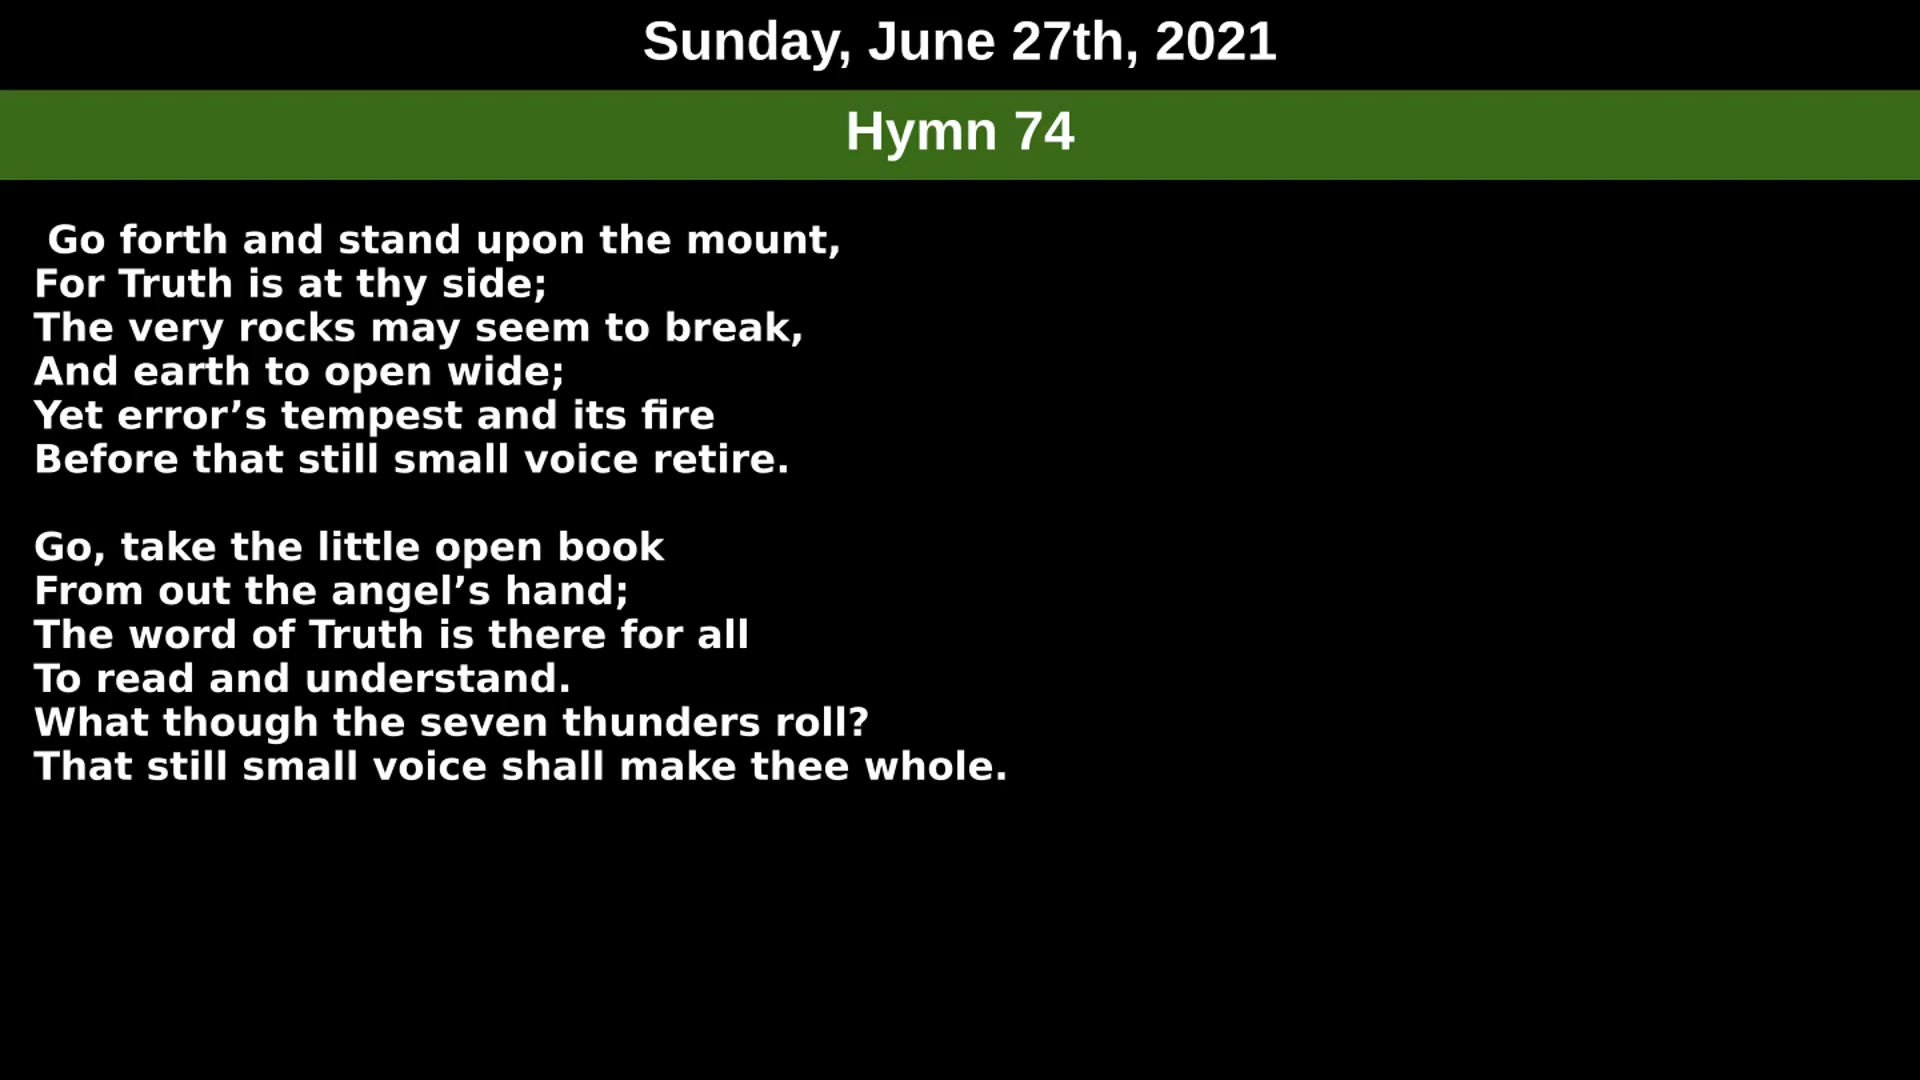 Sunday, June 27th, 2021
Hymn 74
Go forth and stand upon the mount,
For Truth is at thy side;
The very rocks may seem to break,
And earth to open wide;
Yet error’s tempest and its fire
Before that still small voice retire.
Go, take the little open book
From out the angel’s hand;
The word of Truth is there for all
To read and understand.
What though the seven thunders roll?
That still small voice shall make thee whole.